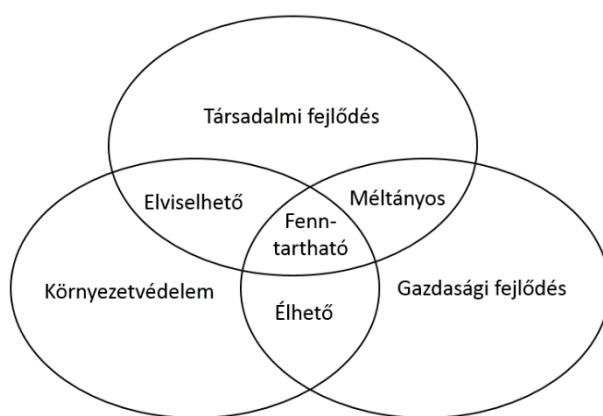 Társadalmi fejlődés
Elviselhető
Méltányos
Fenn-
tartható
Környezetvédelem
Gazdasági fejlődés
Élhető